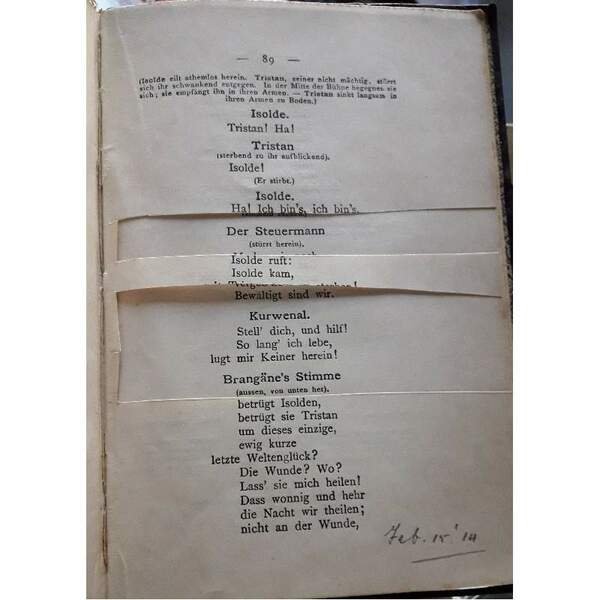 — 89 —
(Isolde eilt athemlos herein. Tristan, seiner nicht mächtig, stürzt
sich ihr schwankend entgegen. In der Mitte der Bühne begegnen sie
sich; sie empfängt ihn in ihren Armen. — Tristan sinkt langsam in
ihren Armen zu Boden.)
Isolde.
Tristan! Ha!
Tristan
(sterbend zu ihr aufblickend).
Isolde!
(Er stirbt.)
Isolde.
Ha! Ich bin's, ich bin's.
Der Steuermann
(stürzt herein).
Isolde ruft:
Isolde kam,
Bewältigt sind wir.
Kurwenal.
Stell' dich, und hilf!
So lang' ich lebe,
lugt mir Keiner herein!
Brangäne's Stimme
(aussen, von unten her).
betrügt Isolden,
betrügt sie Tristan
um dieses einzige,
ewig kurze
letzte Weltenglück?
Die Wunde? Wo?
Lass' sie mich heilen!
Dass wonnig und hehr
die Nacht wir theilen;
nicht an der Wunde,
Feb. 15' 14